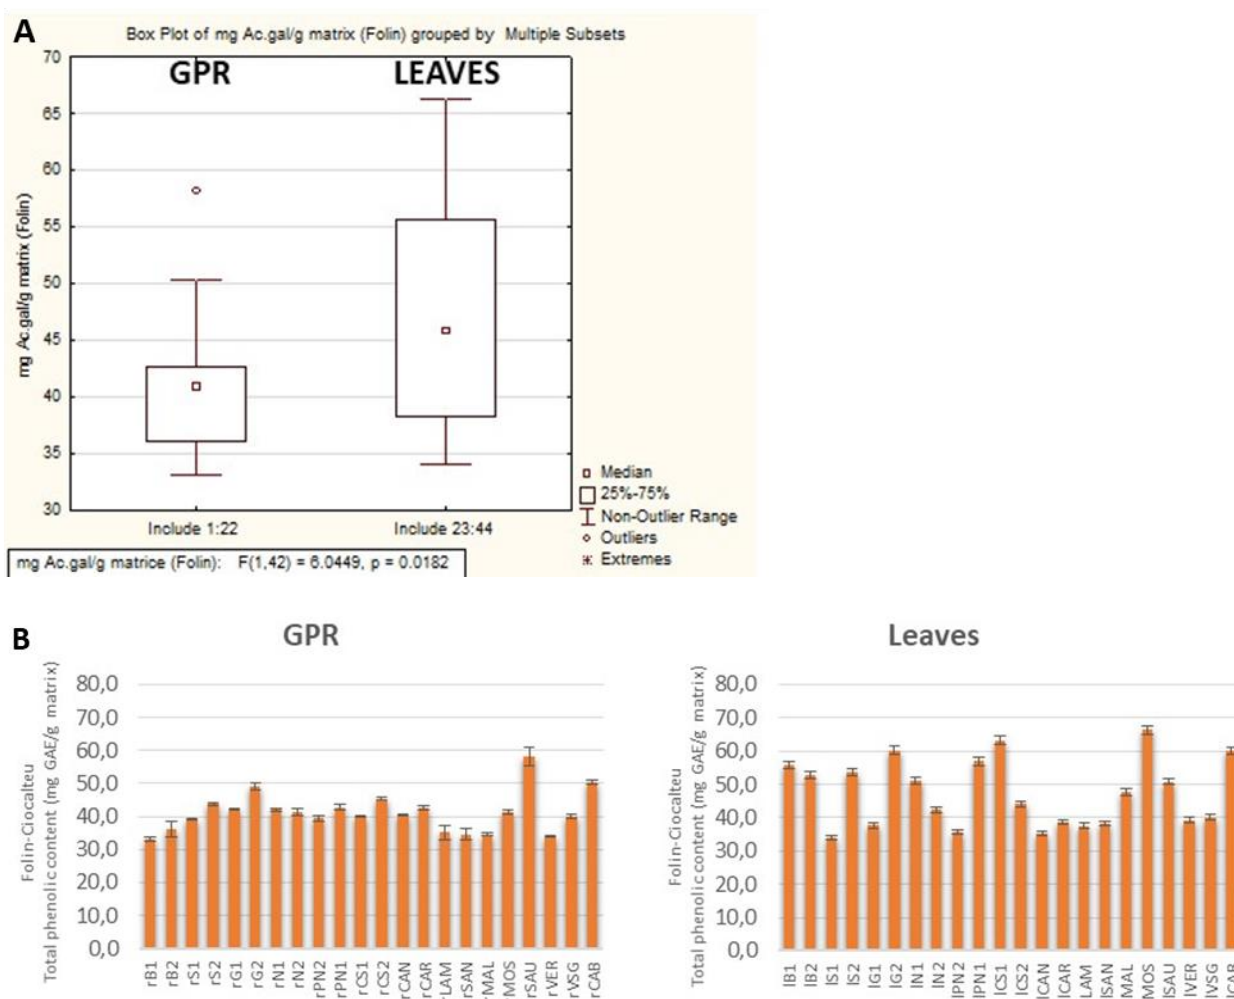 A
Box Plot of mg Ac.gal/g matrix (Folin) grouped by Multiple Subsets
GPR LEAVES
mg Ac.gal/g matrix (Folin)
70
65
60
55
50
45
40
35
30
Include 1:22 Include 23:44
Median
25%-75%
Non-Outlier Range
Outliers
Extremes
mg Ac.gal/g matrice (Folin): F(1,42) = 6.0449, p = 0.0182
B
GPR
Folin-Ciocalteu
Total phenolic content (mg GAE/g matrix)
80,0
70,0
60,0
50,0
40,0
30,0
20,0
10,0
0,0
rB1 rB2 rS1 rS2 rG1 rG2 rN1 rN2 rPN2 rPN1 rCS1 rCS2 rCAN rCAR rLAM rSAN rMAL rMOS rSAU rVER rVSG rCAB
Leaves
Folin-Ciocalteu
Total phenolic content (mg GAE/g matrix)
80,0
70,0
60,0
50,0
40,0
30,0
20,0
10,0
0,0
lB1 lB2 lS1 lS2 lG1 lG2 lN1 lN2 lPN2 lPN1 lCS1 lCS2 lCAN lCAR lLAM lSAN lMAL lMOS lSAU lVER lVSG lCAB